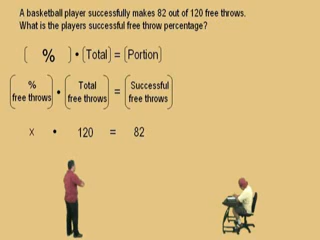 A basketball player successfully makes 82 out of 120 free throws.
What is the players successful free throw percentage?
( % ) • (Total) = (Portion)
(% free throws) • (Total free throws) = (Successful free throws)
x • 120 = 82